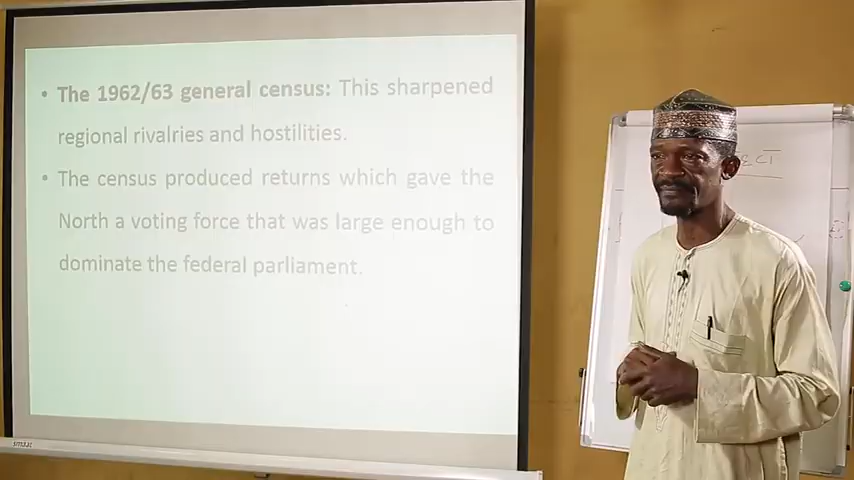 • The 1962/63 general census: This sharpened
regional rivalries and hostilities.
• The census produced returns which gave the
North a voting force that was large enough to
dominate the federal parliament.